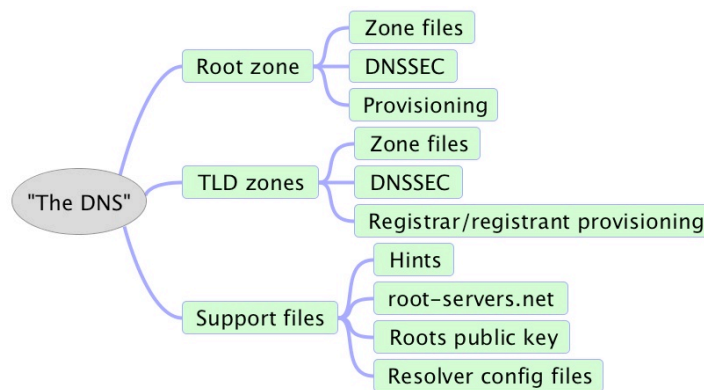 "The DNS"
Root zone
Zone files
DNSSEC
Provisioning
TLD zones
Zone files
DNSSEC
Registrar/registrant provisioning
Support files
Hints
root-servers.net
Roots public key
Resolver config files